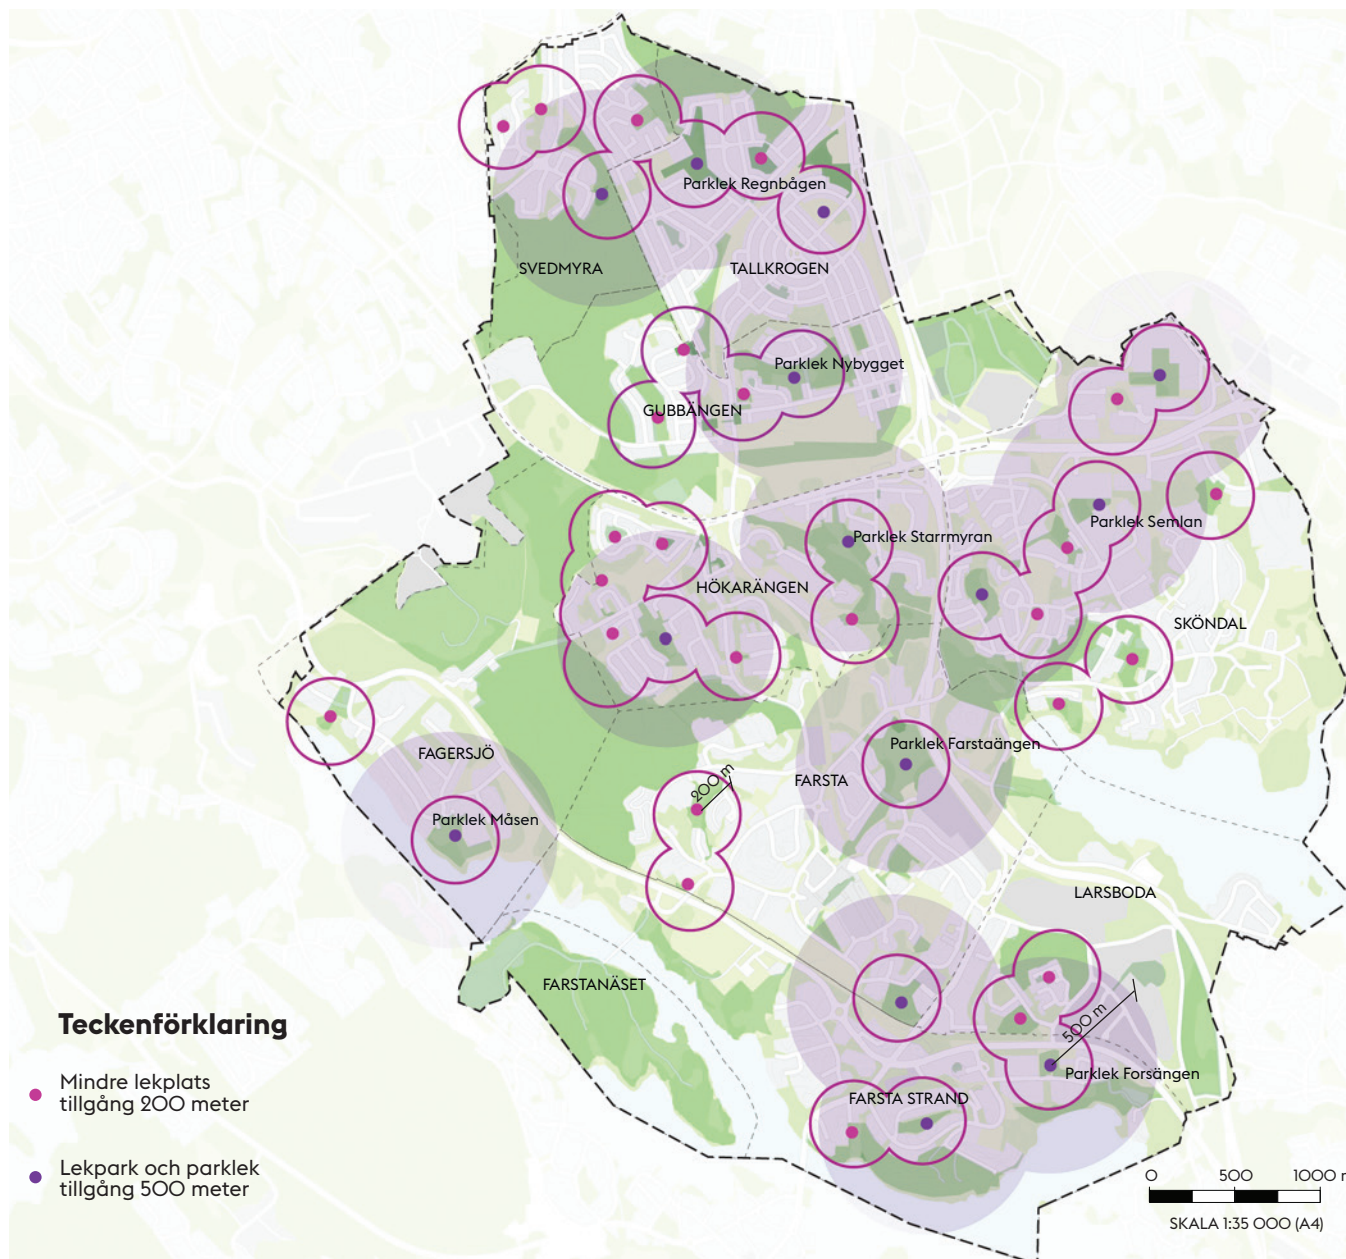 Parklek Regnbågen
SVEDMYRA
TALLKROGEN
Parklek Nybygget
GUBBÄNGEN
Parklek Semlan
Parklek Starrmyran
HÖKARÄNGEN
SKÖNDAL
Parklek Farstaängen
FAGERSJÖ
200 m
FARSTA
Parklek Måsen
LARSBODA
FARSTANÄSET
500 m
Parklek Forsängen
FARSTA STRAND
Teckenförklaring
Mindre lekplats
tillgång 200 meter
Lekpark och parklek
tillgång 500 meter
0 500 1000 m
SKALA 1:35 000 (A4)